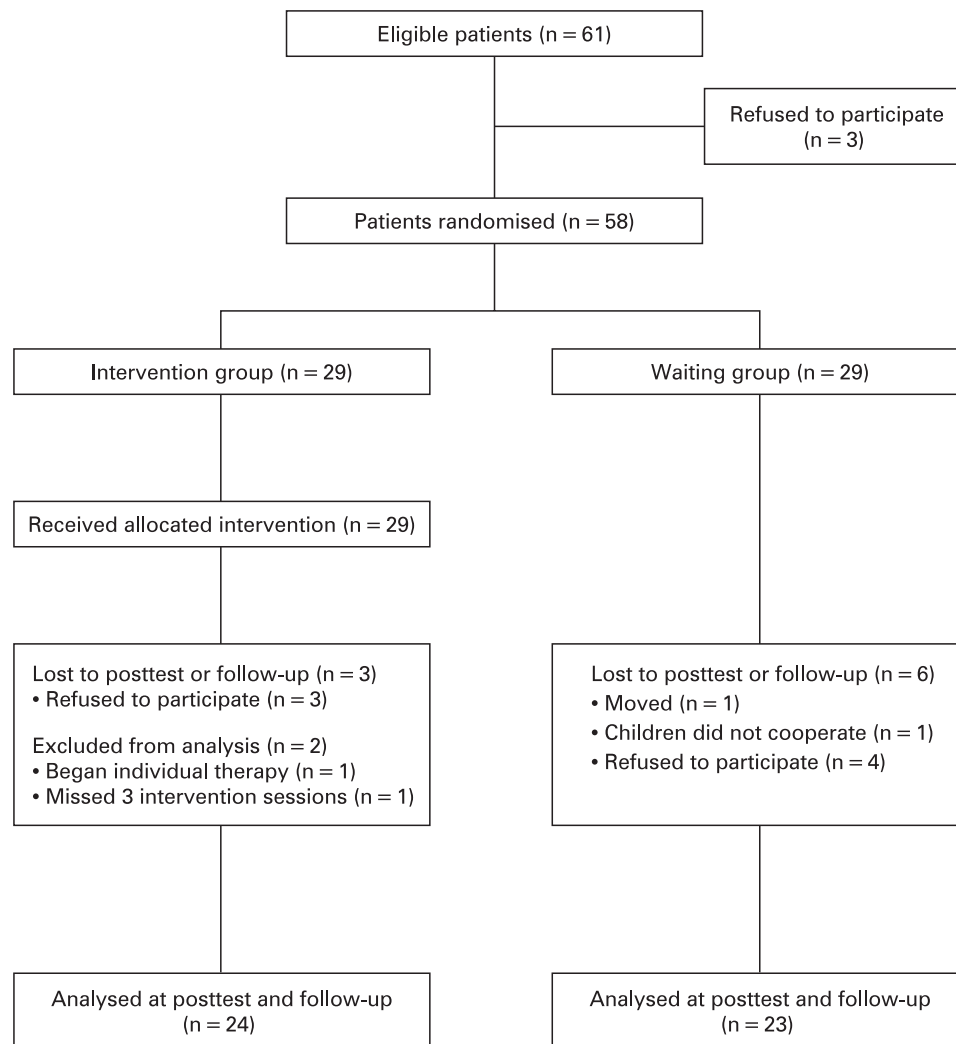 Eligible patients (n = 61)
Refused to participate
(n = 3)
Patients randomised (n = 58)
Intervention group (n = 29)
Waiting group (n = 29)
Received allocated intervention (n = 29)
Lost to posttest or follow-up (n = 3)
• Refused to participate (n = 3)
Excluded from analysis (n = 2)
• Began individual therapy (n = 1)
• Missed 3 intervention sessions (n = 1)
Lost to posttest or follow-up (n = 6)
• Moved (n = 1)
• Children did not cooperate (n = 1)
• Refused to participate (n = 4)
Analysed at posttest and follow-up
(n = 24)
Analysed at posttest and follow-up
(n = 23)